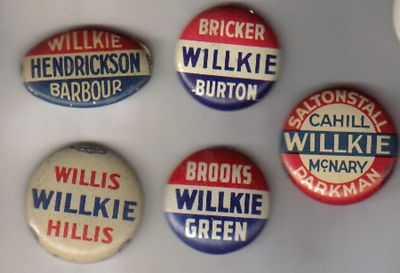 WILLKIE
HENDRICKSON
BARBOUR
BRICKER
WILLKIE
BURTON
SALTONSTALL
CAHILL
WILLKIE
McNARY
PARKMAN
WILLIS
WILLKIE
HILLIS
BROOKS
WILLKIE
GREEN